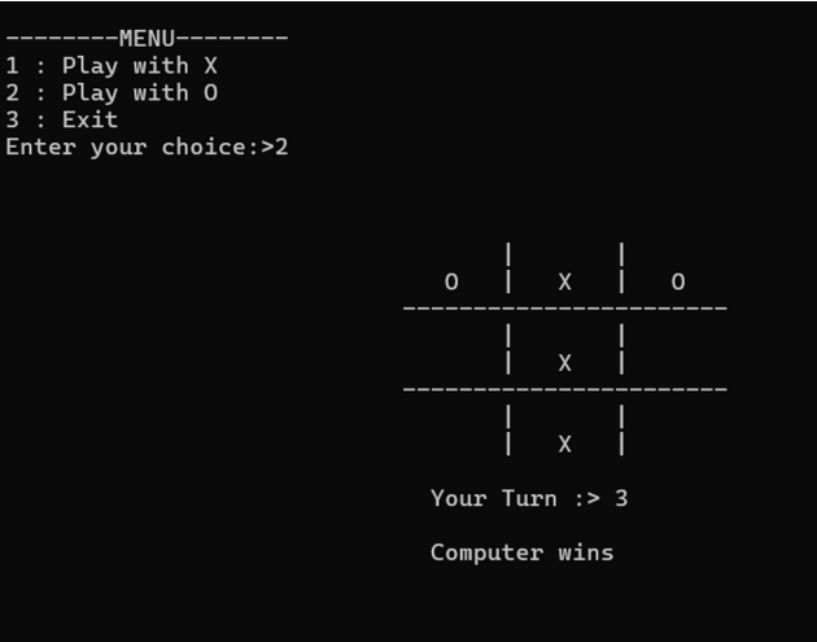 --------MENU--------
1 : Play with X
2 : Play with O
3 : Exit
Enter your choice:>2
| |
O | X | O
-----------------------
| |
| X |
-----------------------
| |
| X |
Your Turn :> 3
Computer wins